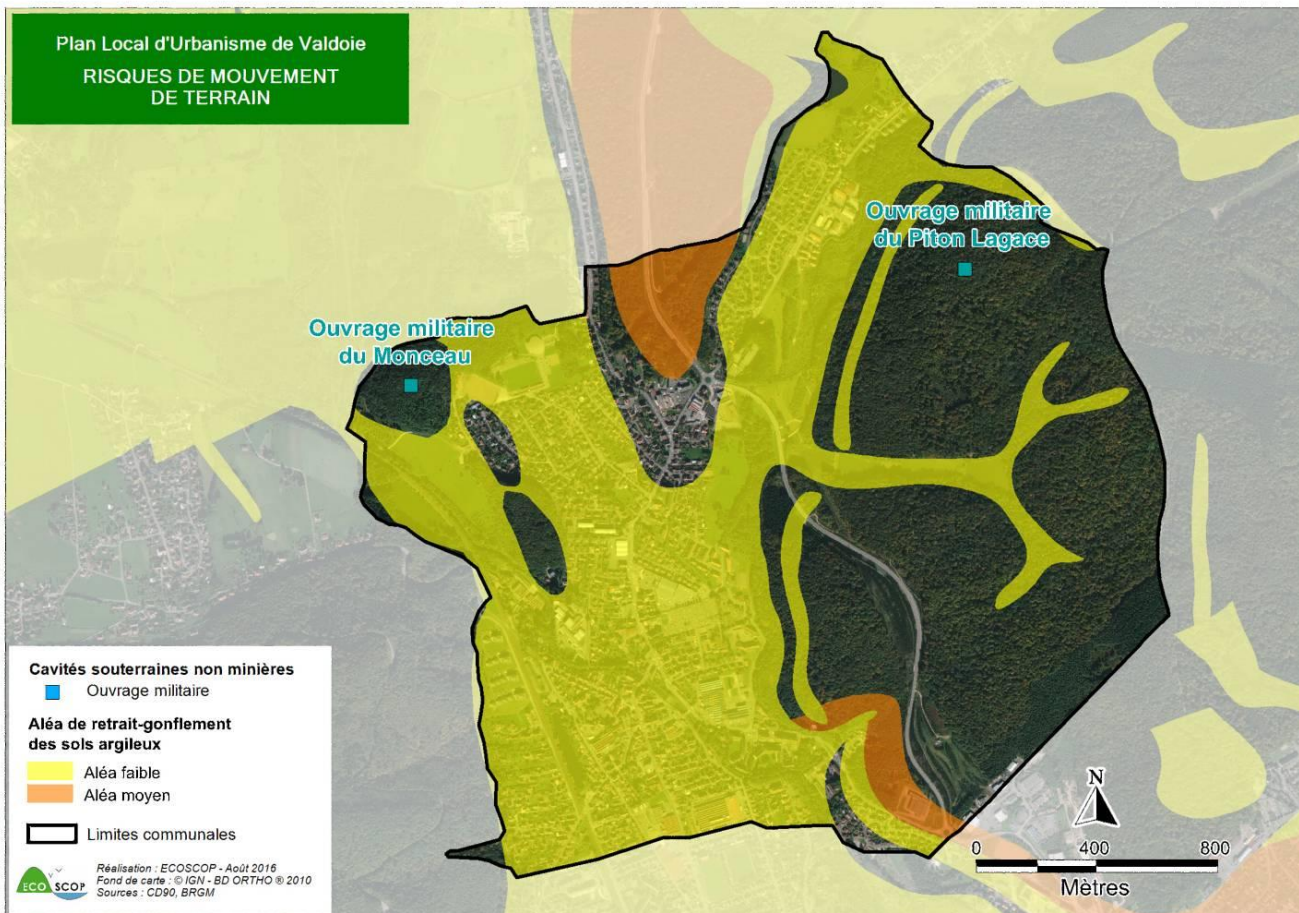 Plan Local d'Urbanisme de Valdoie
RISQUES DE MOUVEMENT
DE TERRAIN
Ouvrage militaire
du Piton Lagace
Ouvrage militaire
du Monceau
Cavités souterraines non minières
Ouvrage militaire
Aléa de retrait-gonflement
des sols argileux
Aléa faible
Aléa moyen
Limites communales
ECO SCOP
Réalisation : ECOSCOP - Août 2016
Fond de carte : © IGN - BD ORTHO ® 2010
Sources : CD90, BRGM
N
0 400 800
Mètres